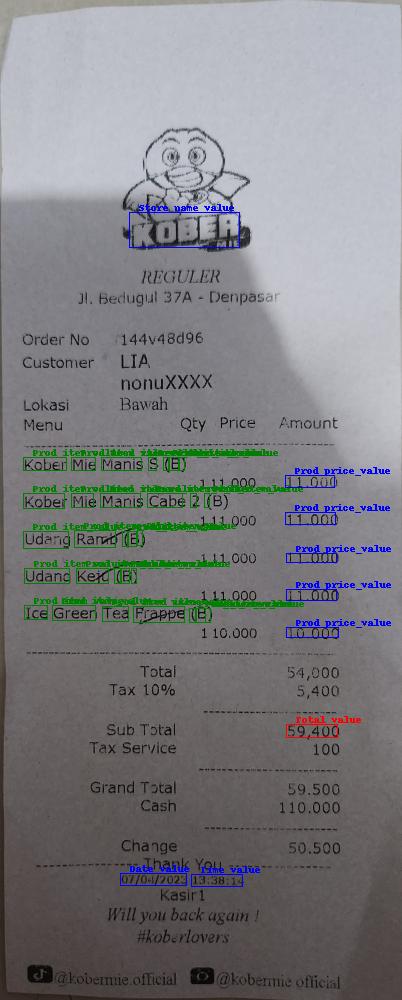 Store name value
KOBER
MIE
REGULER
Jl. Bedugul 37A - Denpasar
Order No 144v48d96
Customer LIA
nonuXXXX
Lokasi Bawah
Menu Qty Price Amount
Kober Mie Manis S (B)
Prod price_value
1 11.000 11.000
Kober Mie Manis Cabe 2 (B)
Prod price_value
1 11.000 11.000
Udang Rambu (B)
Prod price_value
1 11.000 11.000
Udang Keju (B)
Prod price_value
1 11.000 11.000
Ice Green Tea Frappe (B)
Prod price_value
1 10.000 10.000
Total 54,000
Tax 10% 5,400
Total value
Sub Total 59,400
Tax Service 100
Grand Total 59.500
Cash 110.000
Change 50.500
Thank You
Date value Time value
07/04/2023 13:38:14
Kasir1
Will you back again !
#koberlovers
@kobermie.official @kobermie.official